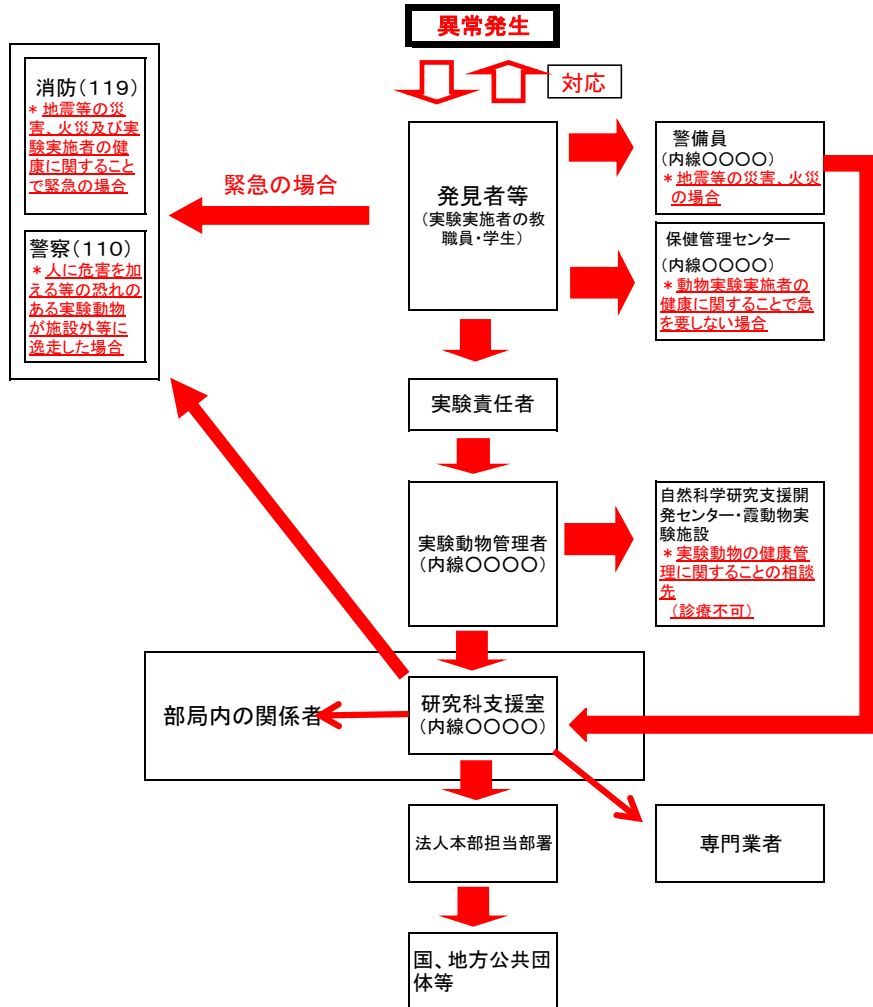 異常発生
対応
消防(119)
＊地震等の災
害、火災及び実
験実施者の健
康に関すること
で緊急の場合
警察(110)
＊人に危害を加
える等の恐れの
ある実験動物
が施設外等に
逸走した場合
緊急の場合
発見者等
(実験実施者の教
職員・学生)
警備員
(内線〇〇〇〇)
＊地震等の災害、火災
の場合
保健管理センター
(内線〇〇〇〇)
＊動物実験実施者の
健康に関することで急
を要しない場合
実験責任者
実験動物管理者
(内線〇〇〇〇)
自然科学研究支援開
発センター・霞動物実
験施設
＊実験動物の健康管
理に関することの相談
先
(診療不可)
部局内の関係者
研究科支援室
(内線〇〇〇〇)
法人本部担当部署
専門業者
国、地方公共団
体等